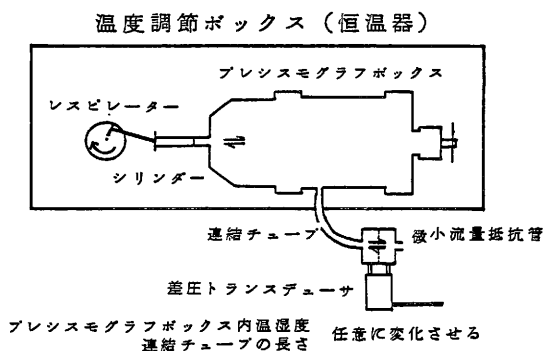 温度調節ボックス（恒温器）
プレシスモグラフボックス
レスピレーター
シリンダー
連結チューブ
微小流量抵抗管
差圧トランスデューサ
プレシスモグラフボックス内温湿度
連結チューブの長さ
任意に変化させる